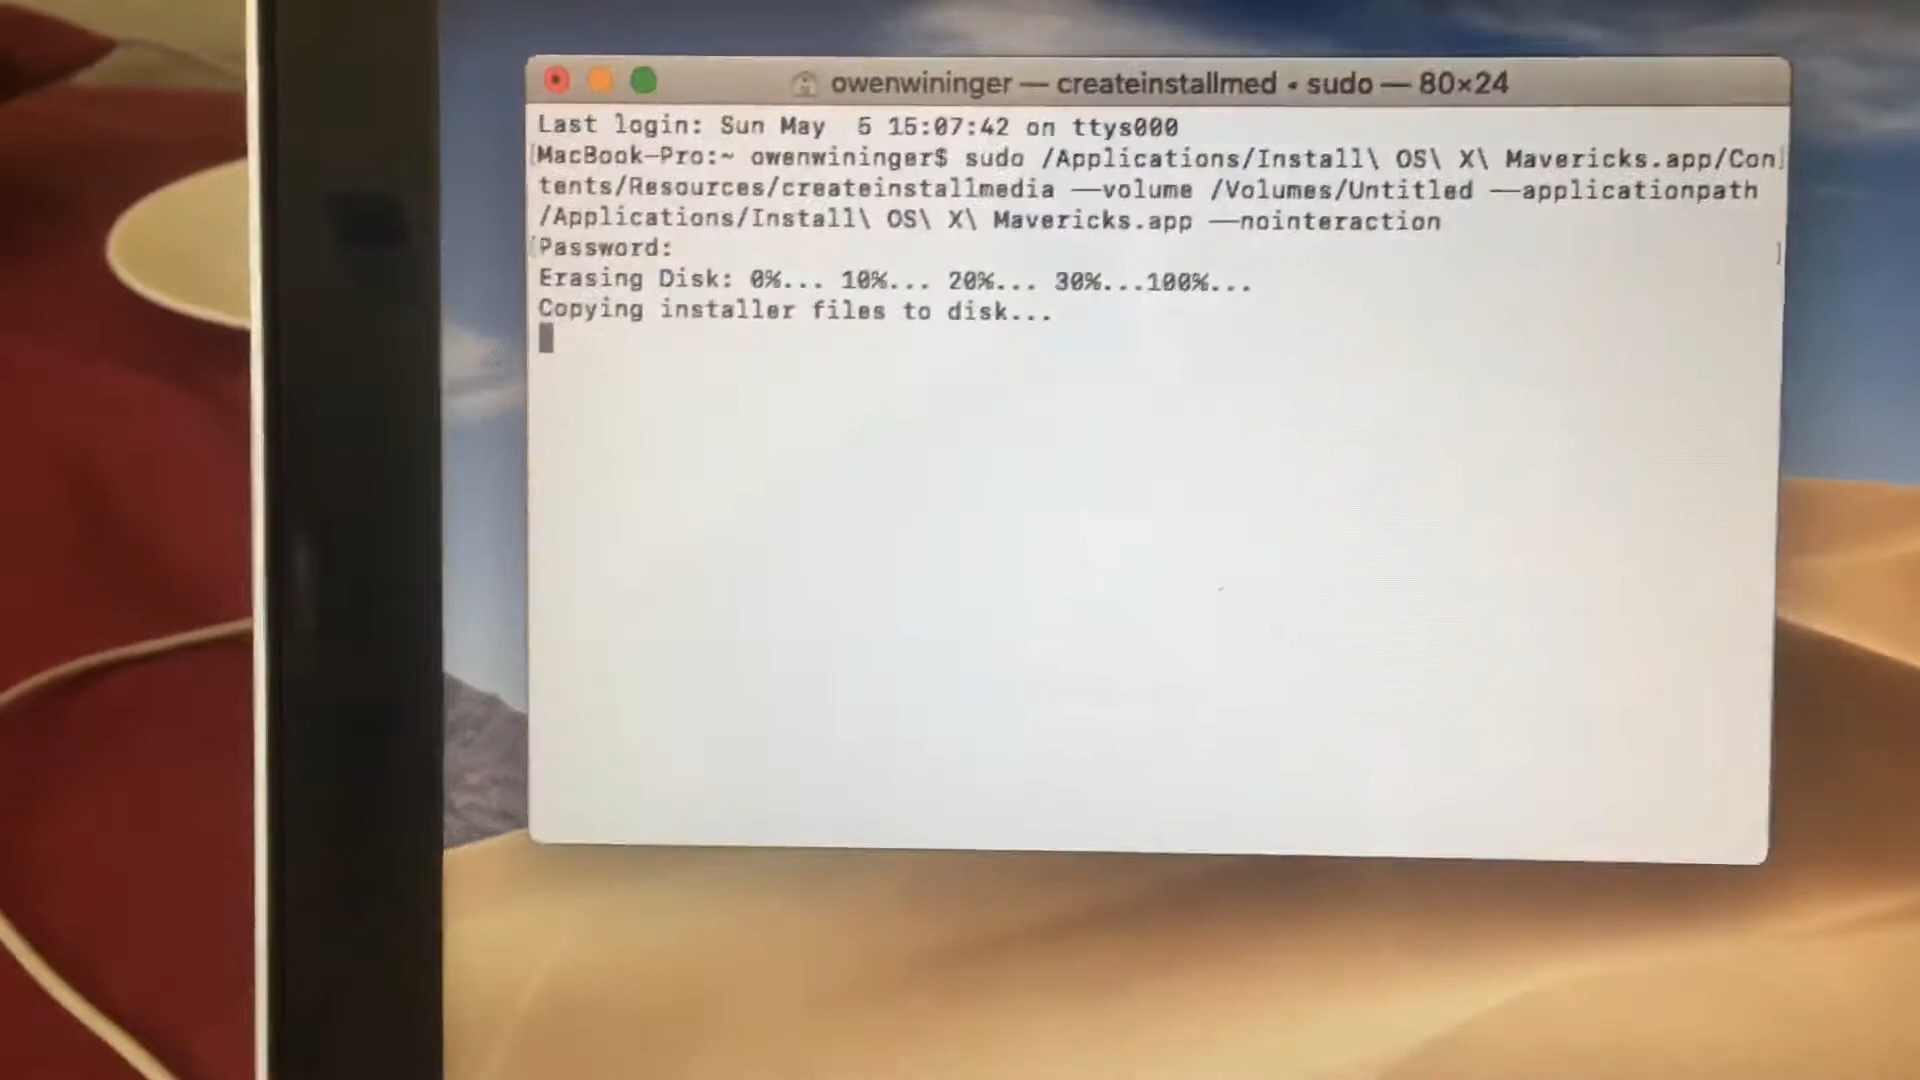 owenwininger — createinstallmed • sudo — 80×24
Last login: Sun May  5 15:07:42 on ttys000
[MacBook-Pro:~ owenwininger$ sudo /Applications/Install\ OS\ X\ Mavericks.app/Con]
tents/Resources/createinstallmedia --volume /Volumes/Untitled --applicationpath
/Applications/Install\ OS\ X\ Mavericks.app --nointeraction
[Password: ]
Erasing Disk: 0%... 10%... 20%... 30%...100%...
Copying installer files to disk...